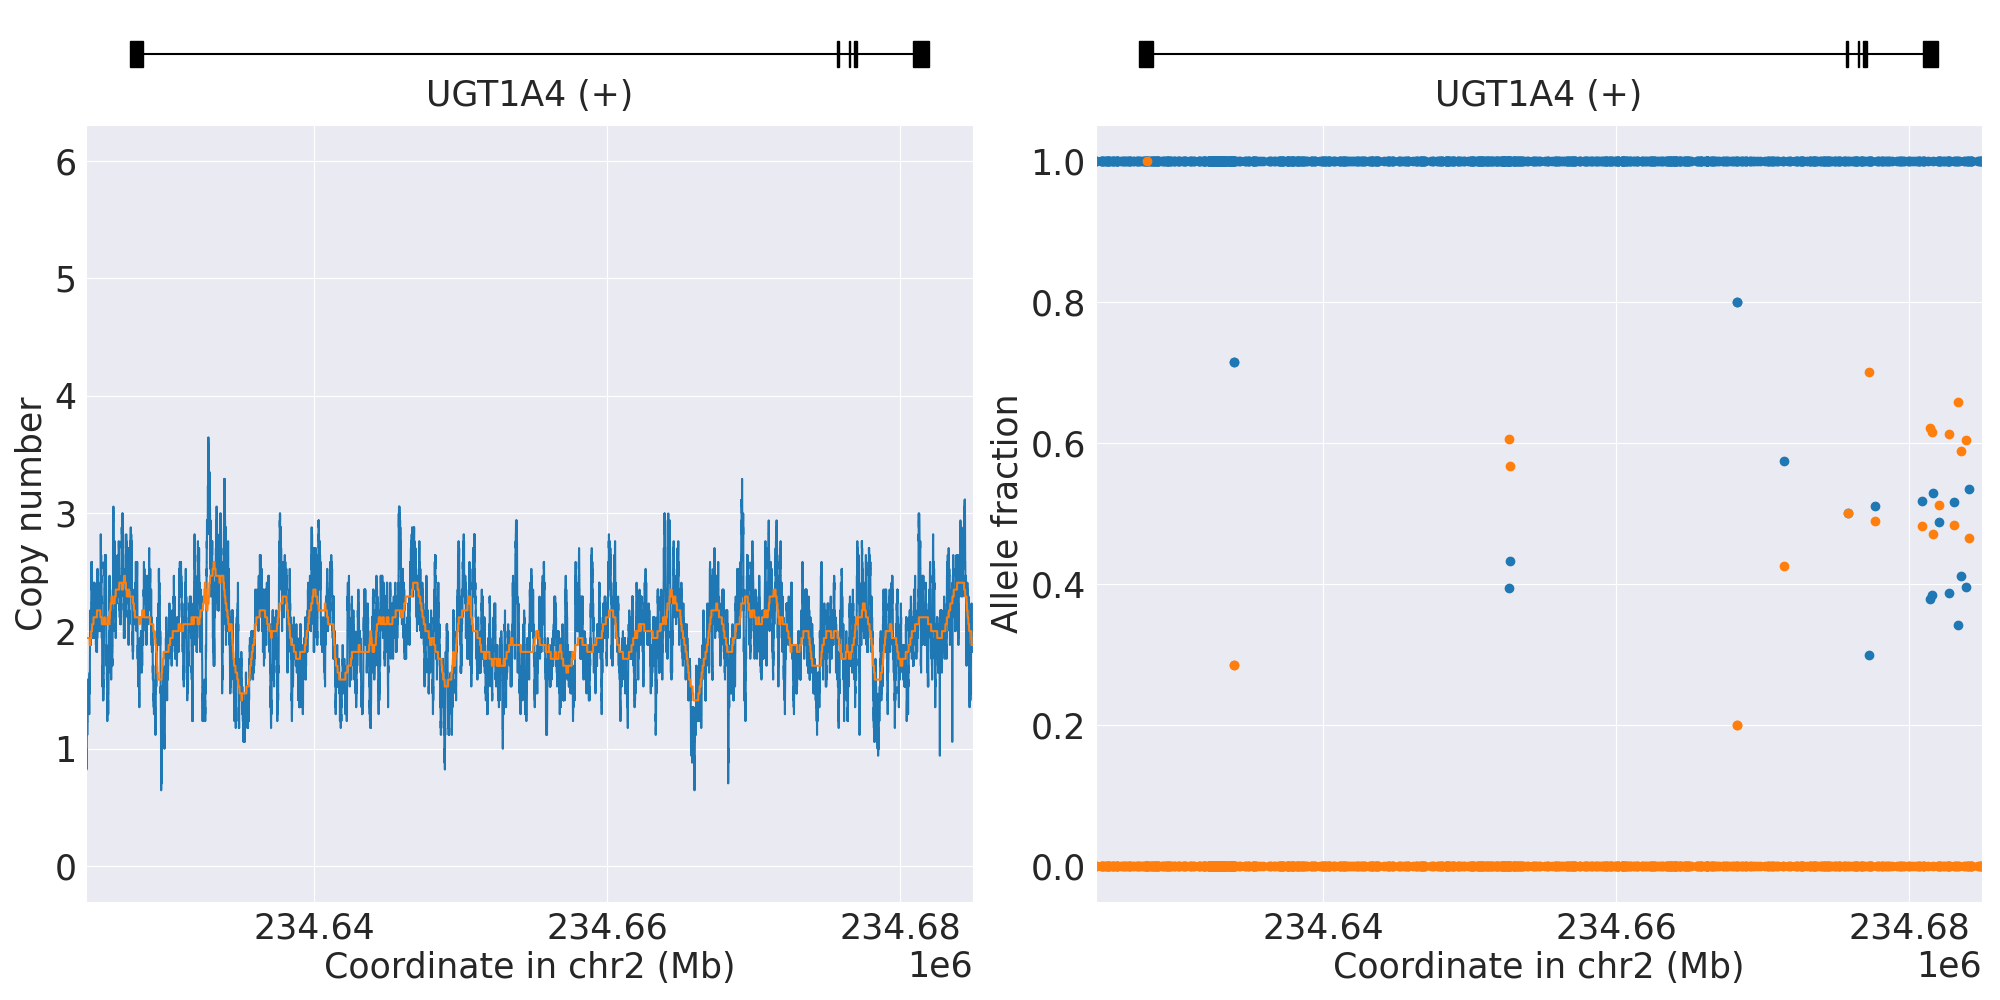 UGT1A4 (+)
6
5
4
3
2
1
0
Copy number
234.64 234.66 234.68
1e6
Coordinate in chr2 (Mb)
UGT1A4 (+)
1.0
0.8
0.6
0.4
0.2
0.0
Allele fraction
234.64 234.66 234.68
1e6
Coordinate in chr2 (Mb)